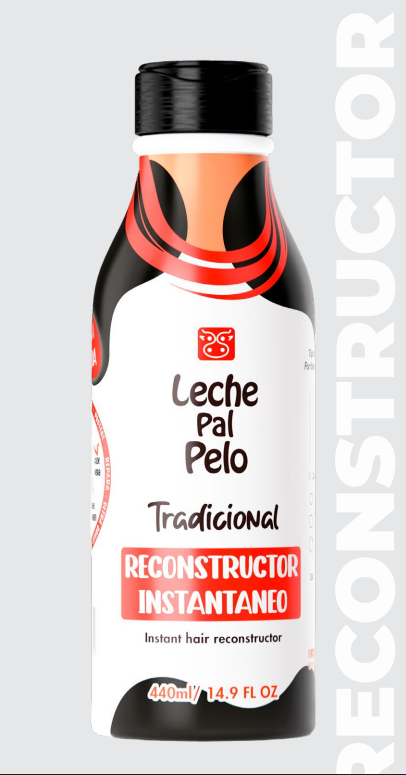 Leche
Pal
Pelo
Tradicional
RECONSTRUCTOR
INSTANTANEO
Instant hair reconstructor
440ml/ 14.9 FL OZ
RECONSTRUCTOR